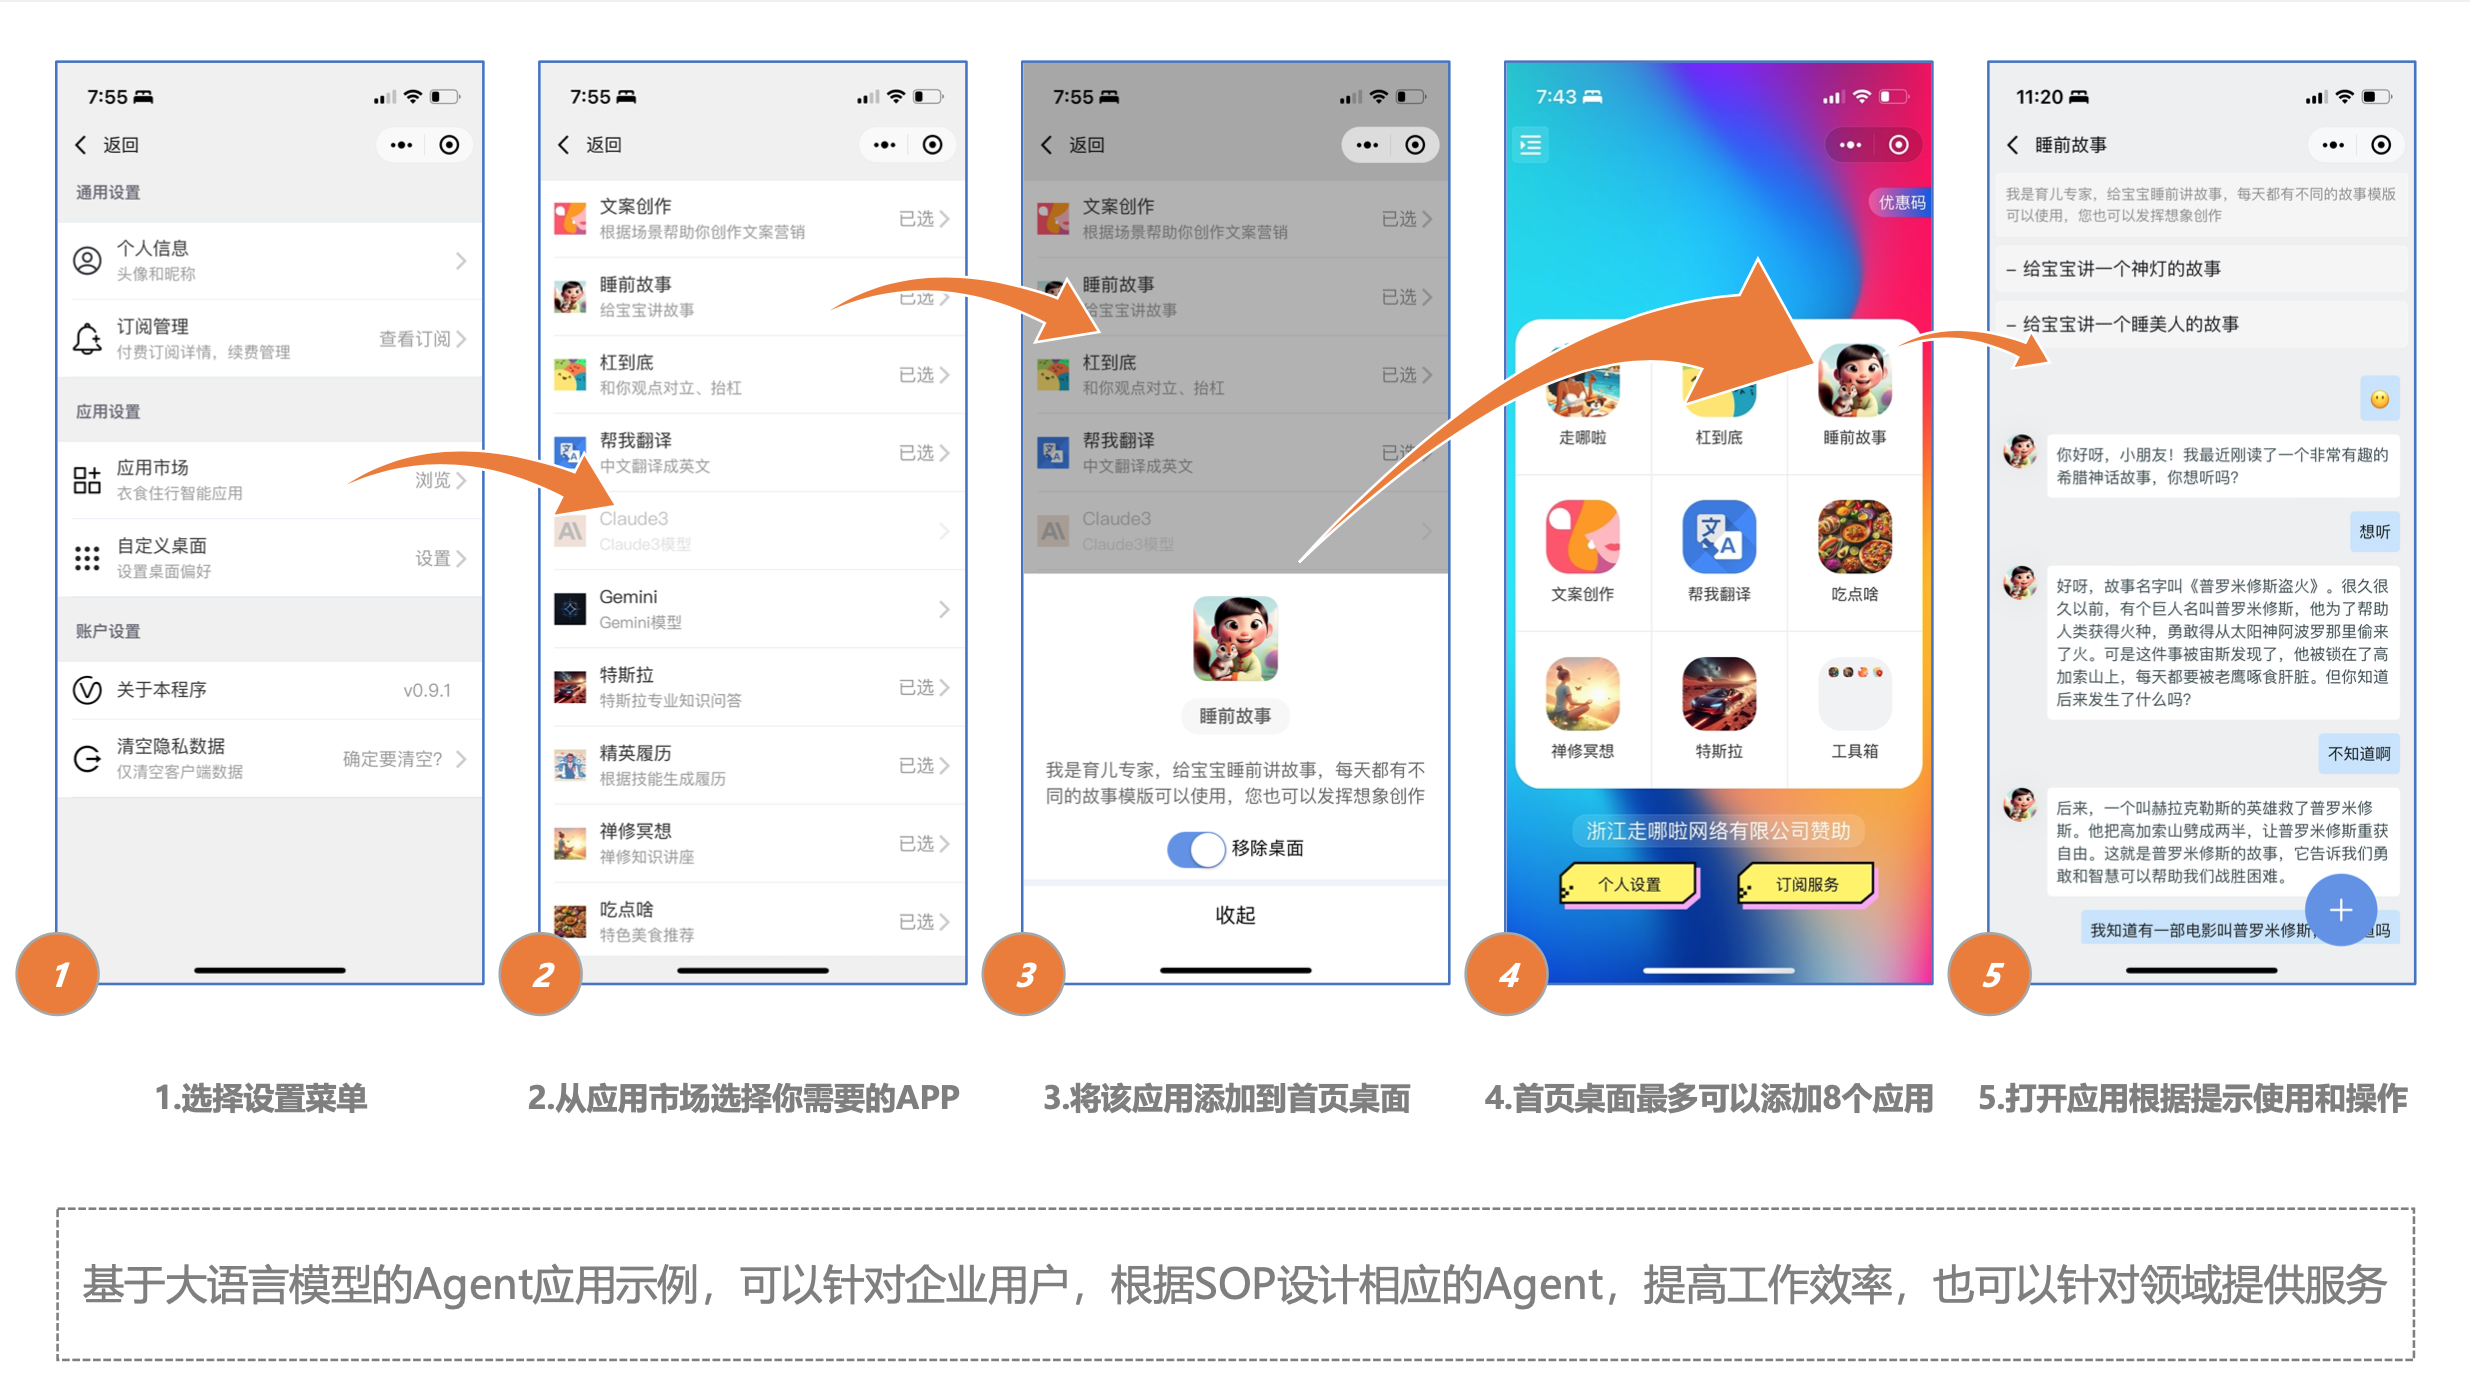 7:55
返回
通用设置
个人信息
头像和昵称
订阅管理
付费订阅详情，续费管理
查看订阅
应用设置
应用市场
衣食住行智能应用
浏览
自定义桌面
设置桌面偏好
设置
账户设置
关于本程序
v0.9.1
清空隐私数据
仅清空客户端数据
确定要清空?
1
7:55
返回
文案创作
根据场景帮助你创作文案营销
已选
睡前故事
给宝宝讲故事
已选
杠到底
和你观点对立、抬杠
已选
帮我翻译
中文翻译成英文
已选
Claude3
Claude3模型
Gemini
Gemini模型
特斯拉
特斯拉专业知识问答
已选
精英履历
根据技能生成履历
已选
禅修冥想
禅修知识讲座
已选
吃点啥
特色美食推荐
已选
2
7:55
返回
文案创作
根据场景帮助你创作文案营销
已选
睡前故事
给宝宝讲故事
已选
杠到底
和你观点对立、抬杠
已选
帮我翻译
中文翻译成英文
已选
Claude3
Claude3模型
睡前故事
我是育儿专家，给宝宝睡前讲故事，每天都有不
同的故事模版可以使用，您也可以发挥想象创作
移除桌面
收起
3
7:43
优惠码
走哪啦
杠到底
睡前故事
文案创作
帮我翻译
吃点啥
禅修冥想
特斯拉
工具箱
浙江走哪啦网络有限公司赞助
个人设置
订阅服务
4
11:20
睡前故事
我是育儿专家，给宝宝睡前讲故事，每天都有不同的故事模版
可以使用，您也可以发挥想象创作
– 给宝宝讲一个神灯的故事
– 给宝宝讲一个睡美人的故事
你好呀，小朋友！我最近刚读了一个非常有趣的
希腊神话故事，你想听吗?
想听
好呀，故事名字叫《普罗米修斯盗火》。很久很
久以前，有个巨人名叫普罗米修斯，他为了帮助
人类获得火种，勇敢得从太阳神阿波罗那里偷来
了火。可是这件事被宙斯发现了，他被锁在了高
加索山上，每天都要被老鹰啄食肝脏。但你知道
后来发生了什么吗?
不知道啊
后来，一个叫赫拉克勒斯的英雄救了普罗米修
斯。他把高加索山劈成两半，让普罗米修斯重获
自由。这就是普罗米修斯的故事，它告诉我们勇
敢和智慧可以帮助我们战胜困难。
我知道有一部电影叫普罗米修斯，
道吗
5
1.选择设置菜单
2.从应用市场选择你需要的APP
3.将该应用添加到首页桌面
4.首页桌面最多可以添加8个应用
5.打开应用根据提示使用和操作
基于大语言模型的Agent应用示例，可以针对企业用户，根据SOP设计相应的Agent，提高工作效率，也可以针对领域提供服务